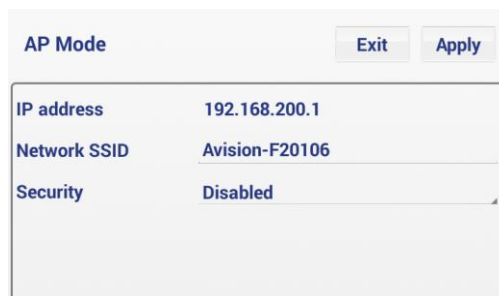 AP Mode Exit Apply
IP address 192.168.200.1
Network SSID Avision-F20106
Security Disabled